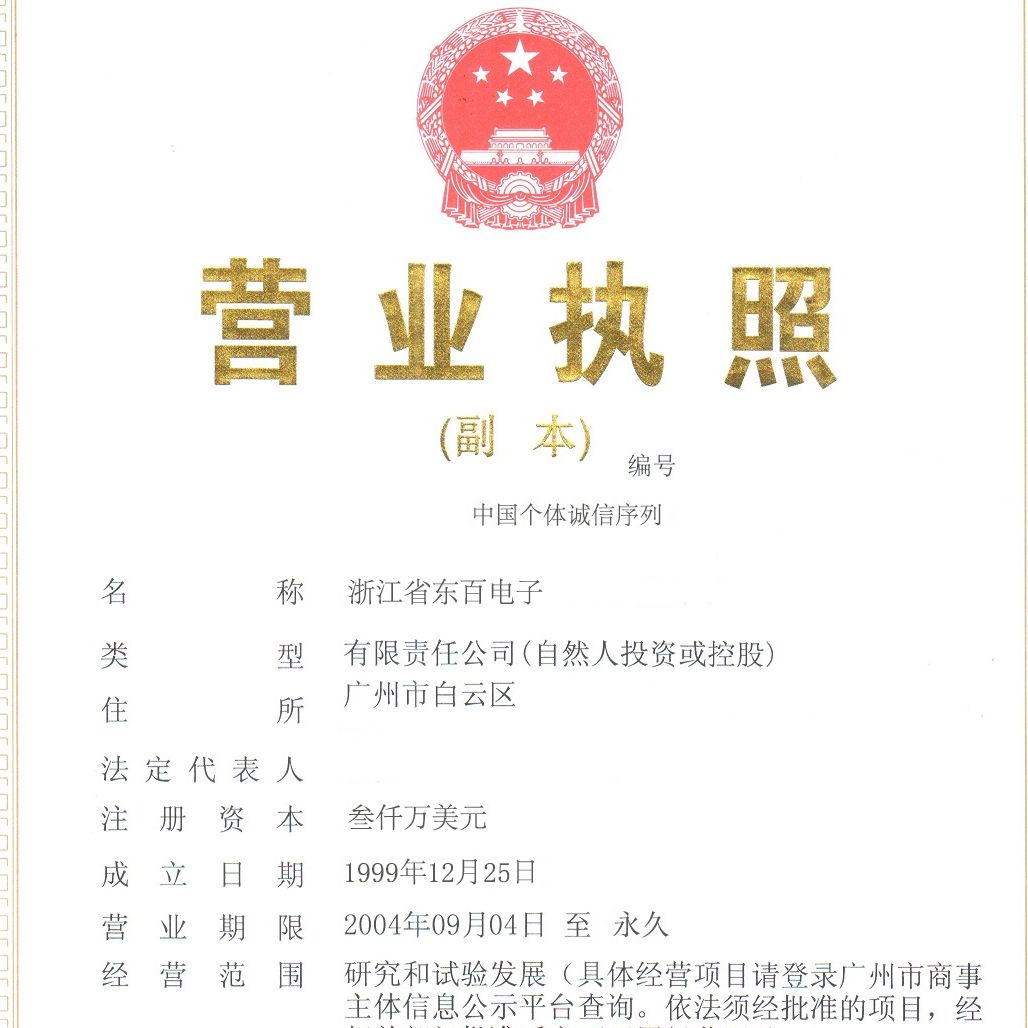 营业执照
(副 本)
编号
中国个体诚信序列
名 称 浙江省东百电子
类 型 有限责任公司(自然人投资或控股)
住 所 广州市白云区
法定代表人
注 册 资 本 叁仟万美元
成 立 日 期 1999年12月25日
营 业 期 限 2004年09月04日 至 永久
经 营 范 围 研究和试验发展（具体经营项目请登录广州市商事
主体信息公示平台查询。依法须经批准的项目，经